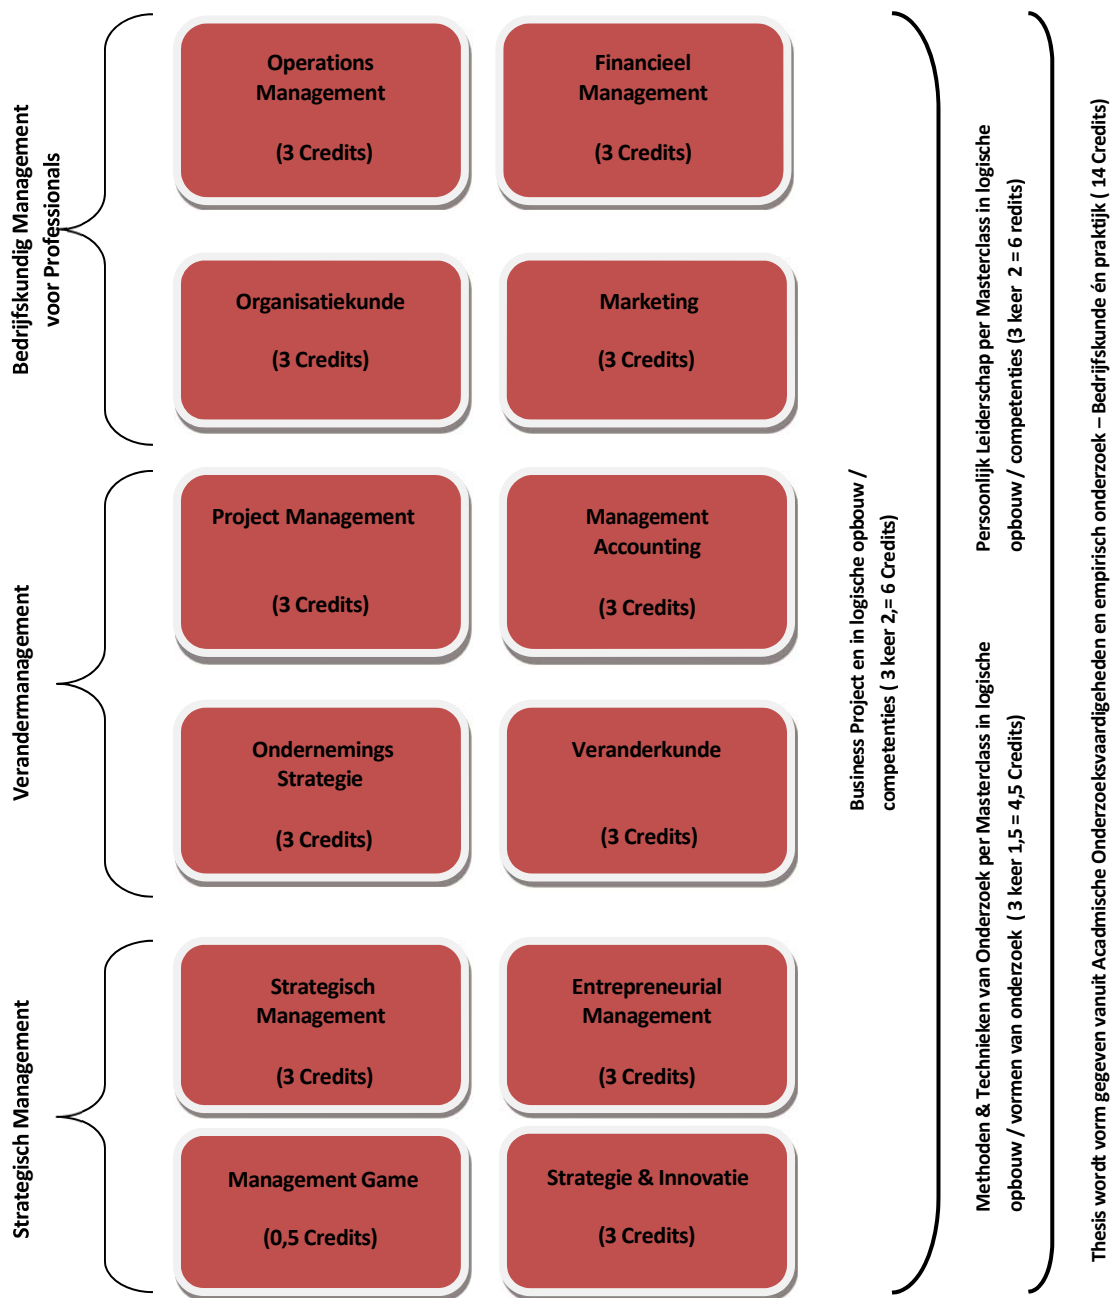 Bedrijfskundig Management
voor Professionals
Operations
Management
(3 Credits)
Financieel
Management
(3 Credits)
Organisatiekunde
(3 Credits)
Marketing
(3 Credits)
Verandermanagement
Project Management
(3 Credits)
Management
Accounting
(3 Credits)
Ondernemings
Strategie
(3 Credits)
Veranderkunde
(3 Credits)
Strategisch Management
Strategisch
Management
(3 Credits)
Entrepreneurial
Management
(3 Credits)
Management Game
(0,5 Credits)
Strategie & Innovatie
(3 Credits)
Business Project en in logische opbouw /
competenties ( 3 keer 2,= 6 Credits)
Persoonlijk Leiderschap per Masterclass in logische
opbouw / competenties (3 keer 2 = 6 redits)
Methoden & Technieken van Onderzoek per Masterclass in logische
opbouw / vormen van onderzoek ( 3 keer 1,5 = 4,5 Credits)
Thesis wordt vorm gegeven vanuit Acadmische Onderzoeksvaardigheden en empirisch onderzoek – Bedrijfskunde én praktijk ( 14 Credits)